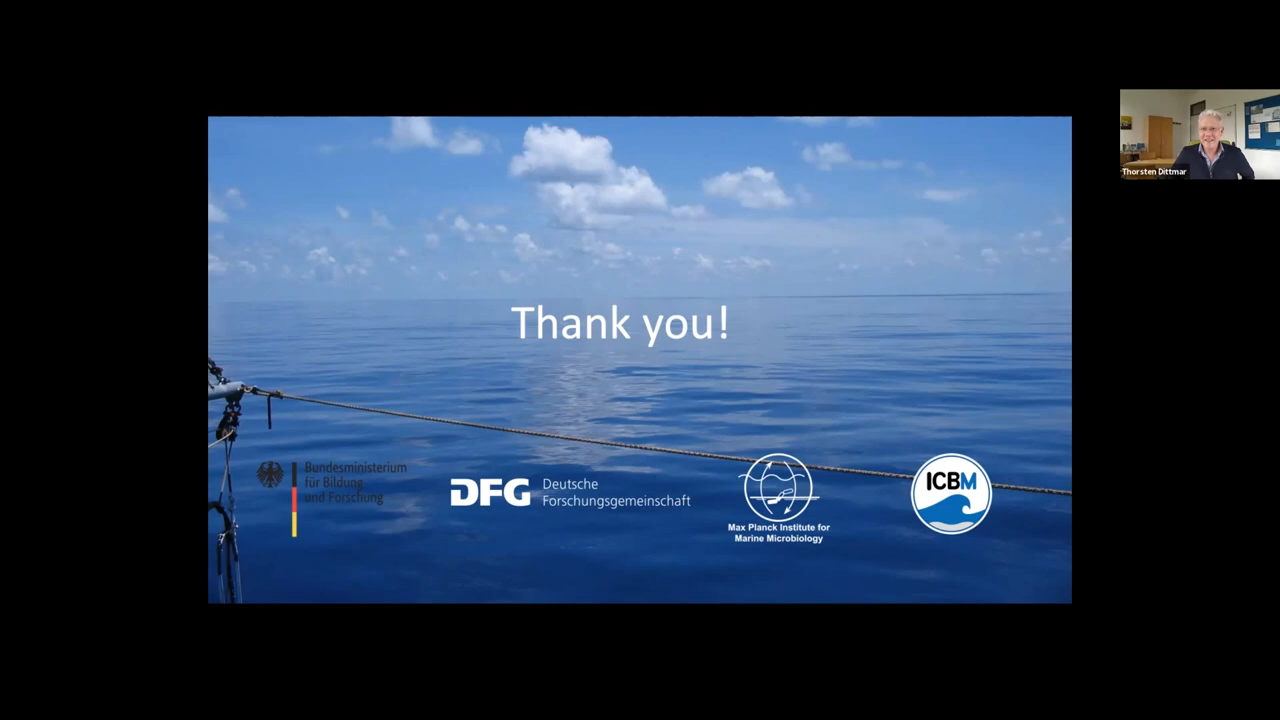 Thorsten Dittmar
Thank you!
Bundesministerium
für Bildung
und Forschung
DFG
Deutsche
Forschungsgemeinschaft
Max Planck Institute for
Marine Microbiology
ICBM